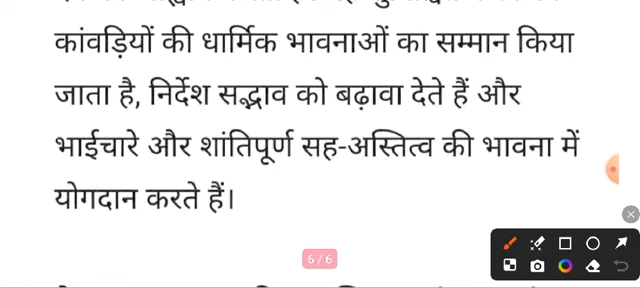 कांवड़ियों की धार्मिक भावनाओं का सम्मान किया
जाता है, निर्देश सद्भाव को बढ़ावा देते हैं और
भाईचारे और शांतिपूर्ण सह-अस्तित्व की भावना में
योगदान करते हैं।
6 / 6